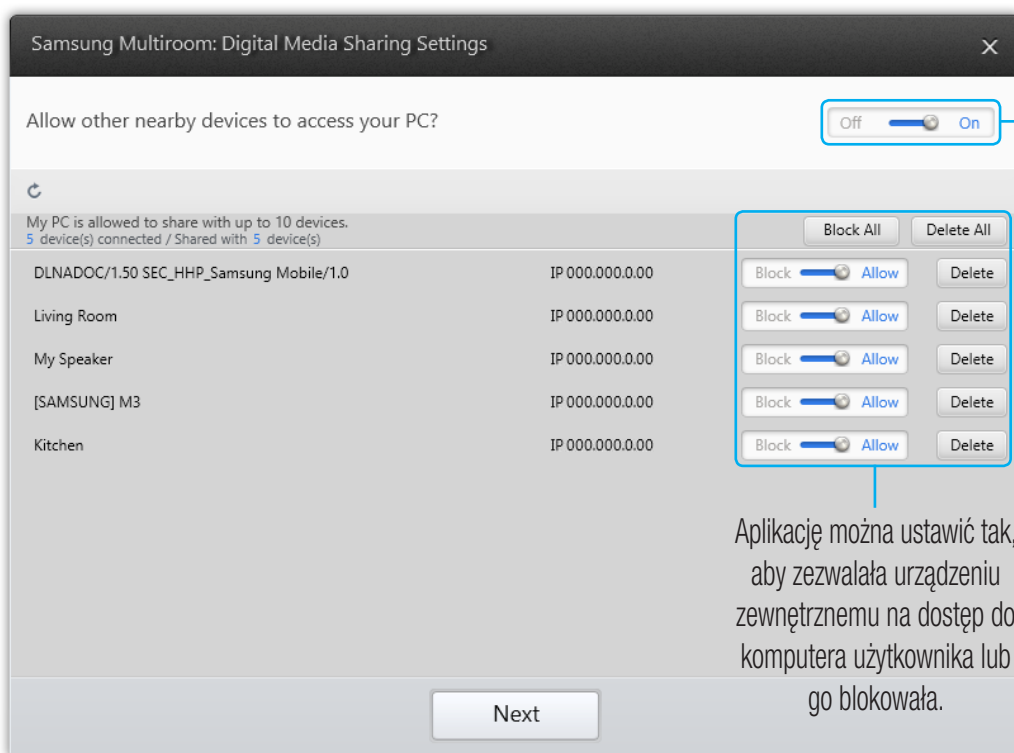 Samsung Multiroom: Digital Media Sharing Settings
Allow other nearby devices to access your PC?
Off On
My PC is allowed to share with up to 10 devices.
5 device(s) connected / Shared with 5 device(s)
Block All Delete All
DLNADOC/1.50 SEC_HHP_Samsung Mobile/1.0 IP 000.000.0.00 Block Allow Delete
Living Room IP 000.000.0.00 Block Allow Delete
My Speaker IP 000.000.0.00 Block Allow Delete
[SAMSUNG] M3 IP 000.000.0.00 Block Allow Delete
Kitchen IP 000.000.0.00 Block Allow Delete
Aplikację można ustawić tak,
aby zezwalała urządzeniu
zewnętrznemu na dostęp do
komputera użytkownika lub
go blokowała.
Next